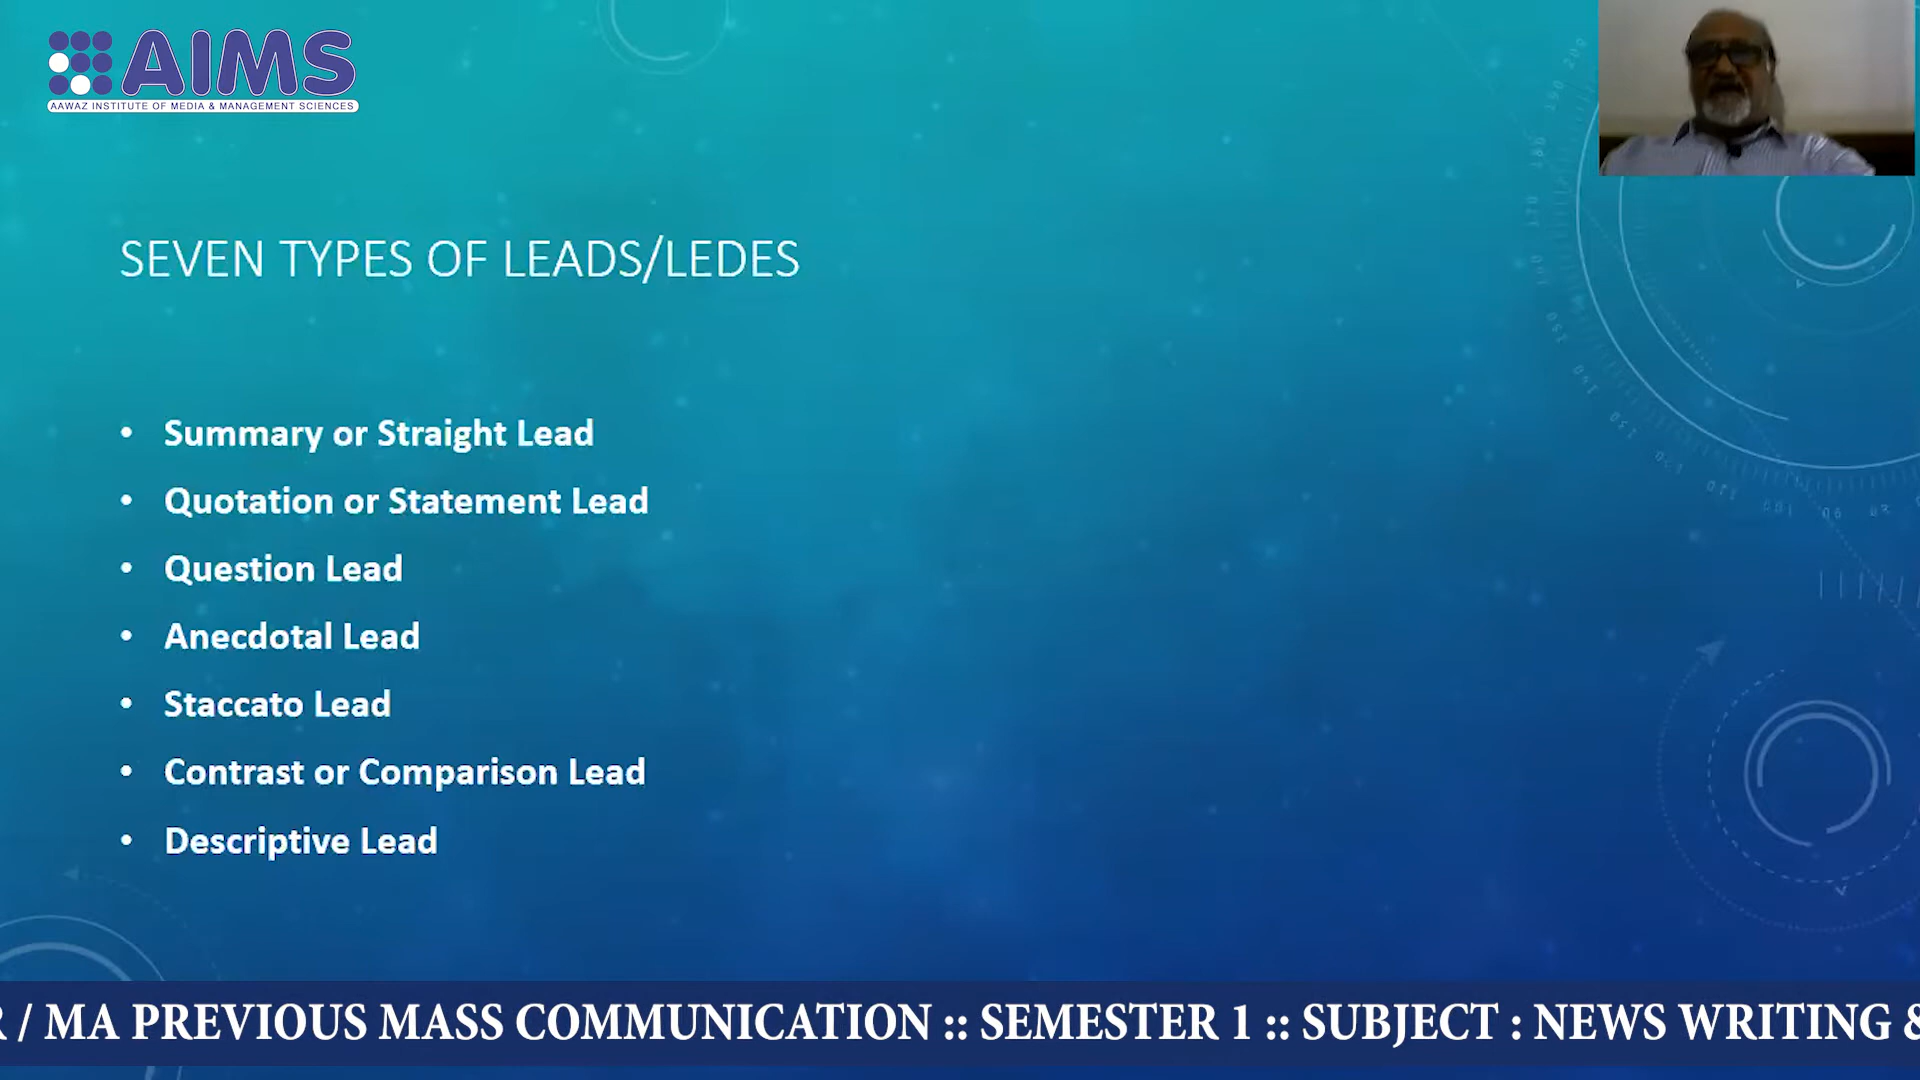 AIMS
AAWAZ INSTITUTE OF MEDIA & MANAGEMENT SCIENCES
SEVEN TYPES OF LEADS/LEDES
• Summary or Straight Lead
• Quotation or Statement Lead
• Question Lead
• Anecdotal Lead
• Staccato Lead
• Contrast or Comparison Lead
• Descriptive Lead
/ MA PREVIOUS MASS COMMUNICATION :: SEMESTER 1 :: SUBJECT : NEWS WRITING &